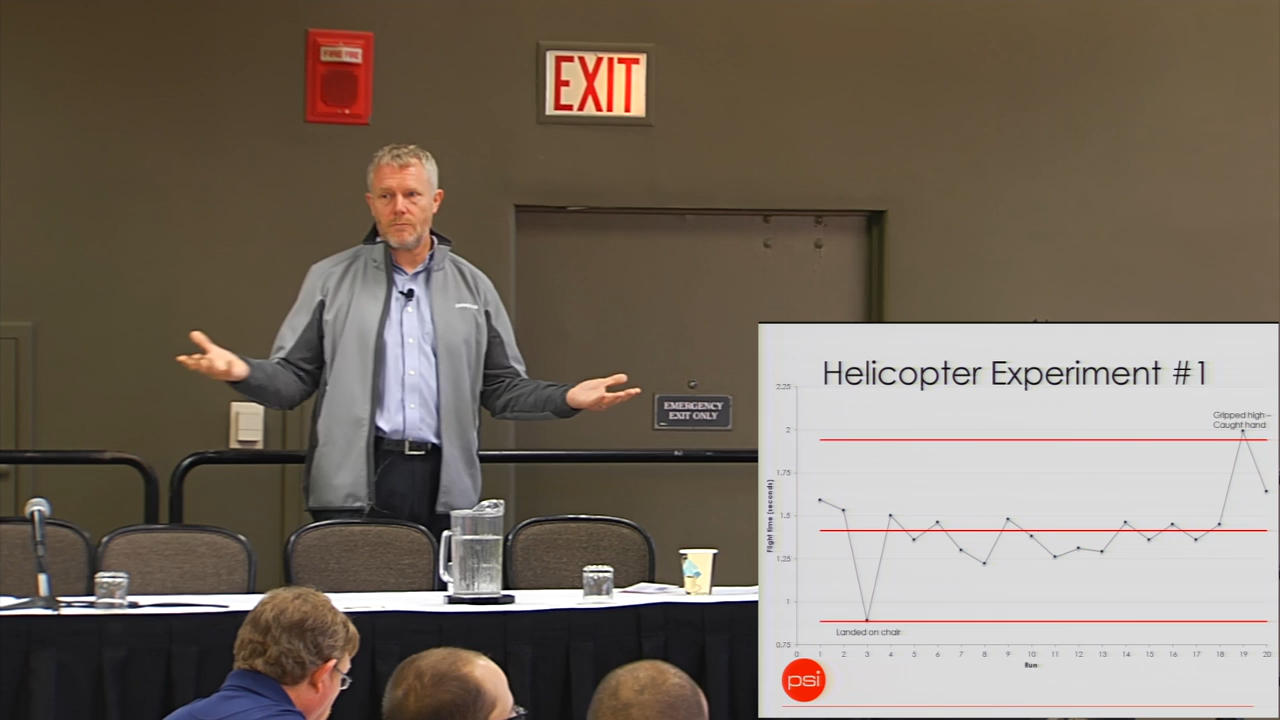 FIRE FIRE
EXIT
EMERGENCY
EXIT ONLY
Helicopter Experiment #1
2.25
2
1.75
1.5
1.25
1
0.75
Flight time (seconds)
Gripped high –
Caught hand
Landed on chair
0 1 2 3 4 5 6 7 8 9 10 11 12 13 14 15 16 17 18 19 20
Run
psi